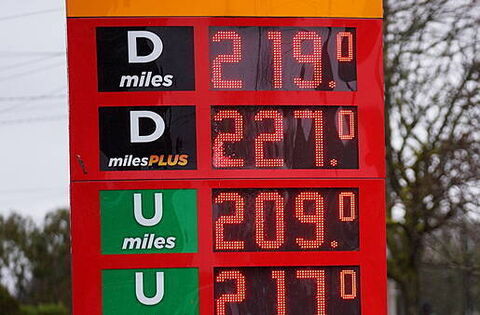 D 219.0
miles
D 227.0
milesPLUS
U 209.0
miles
U 217.0